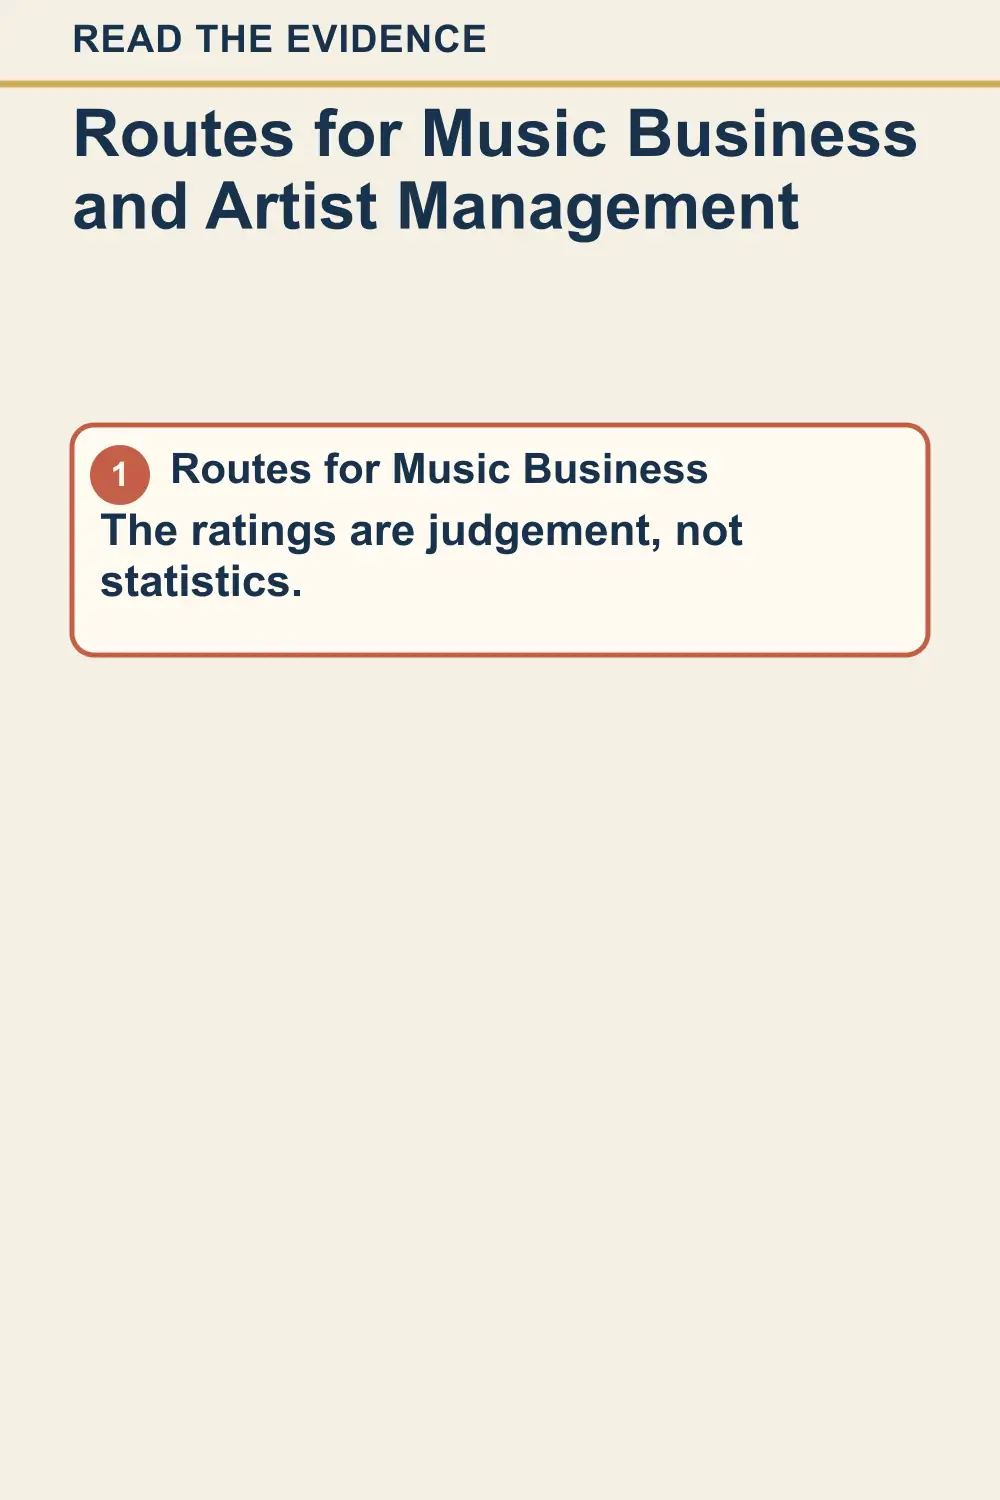 READ THE EVIDENCE
Routes for Music Business
and Artist Management
1 Routes for Music Business
The ratings are judgement, not
statistics.